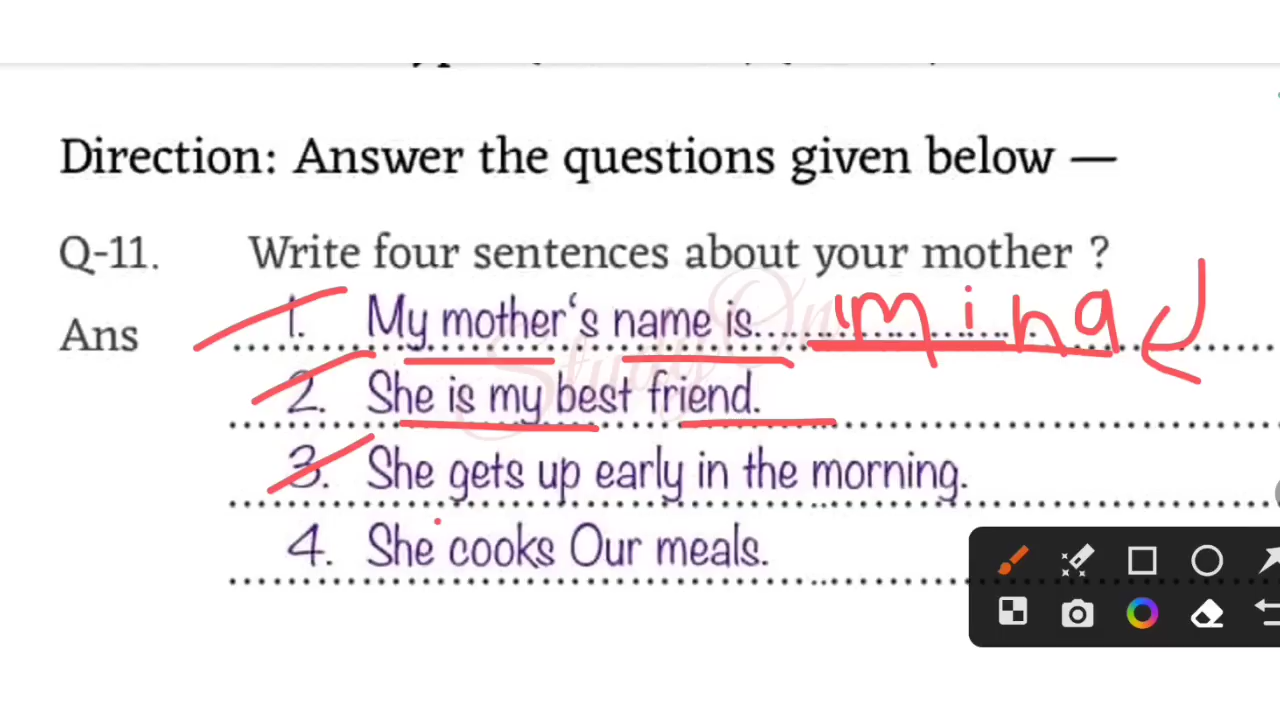 Direction: Answer the questions given below —
Q-11. Write four sentences about your mother ?
Ans 1. My mother‘s name is..................
2. She is my best friend.
3. She gets up early in the morning.
4. She cooks Our meals.